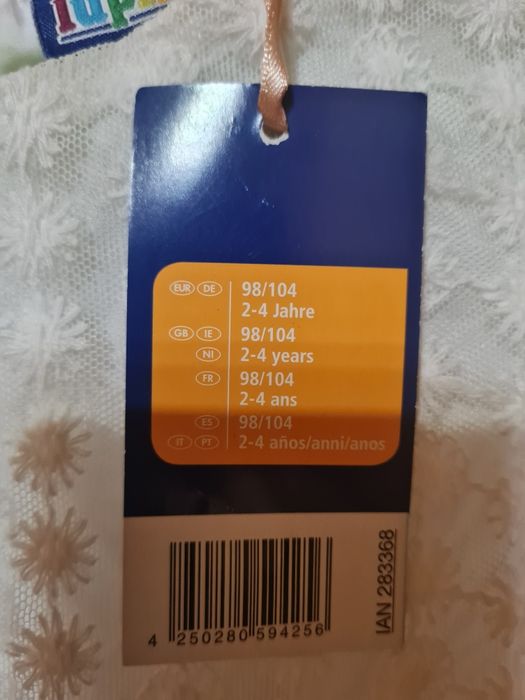 EUR DE 98/104
2-4 Jahre
GB IE 98/104
NI 2-4 years
FR 98/104
2-4 ans
ES 98/104
IT PT 2-4 años/anni/anos
IAN 283368
4 250280 594256